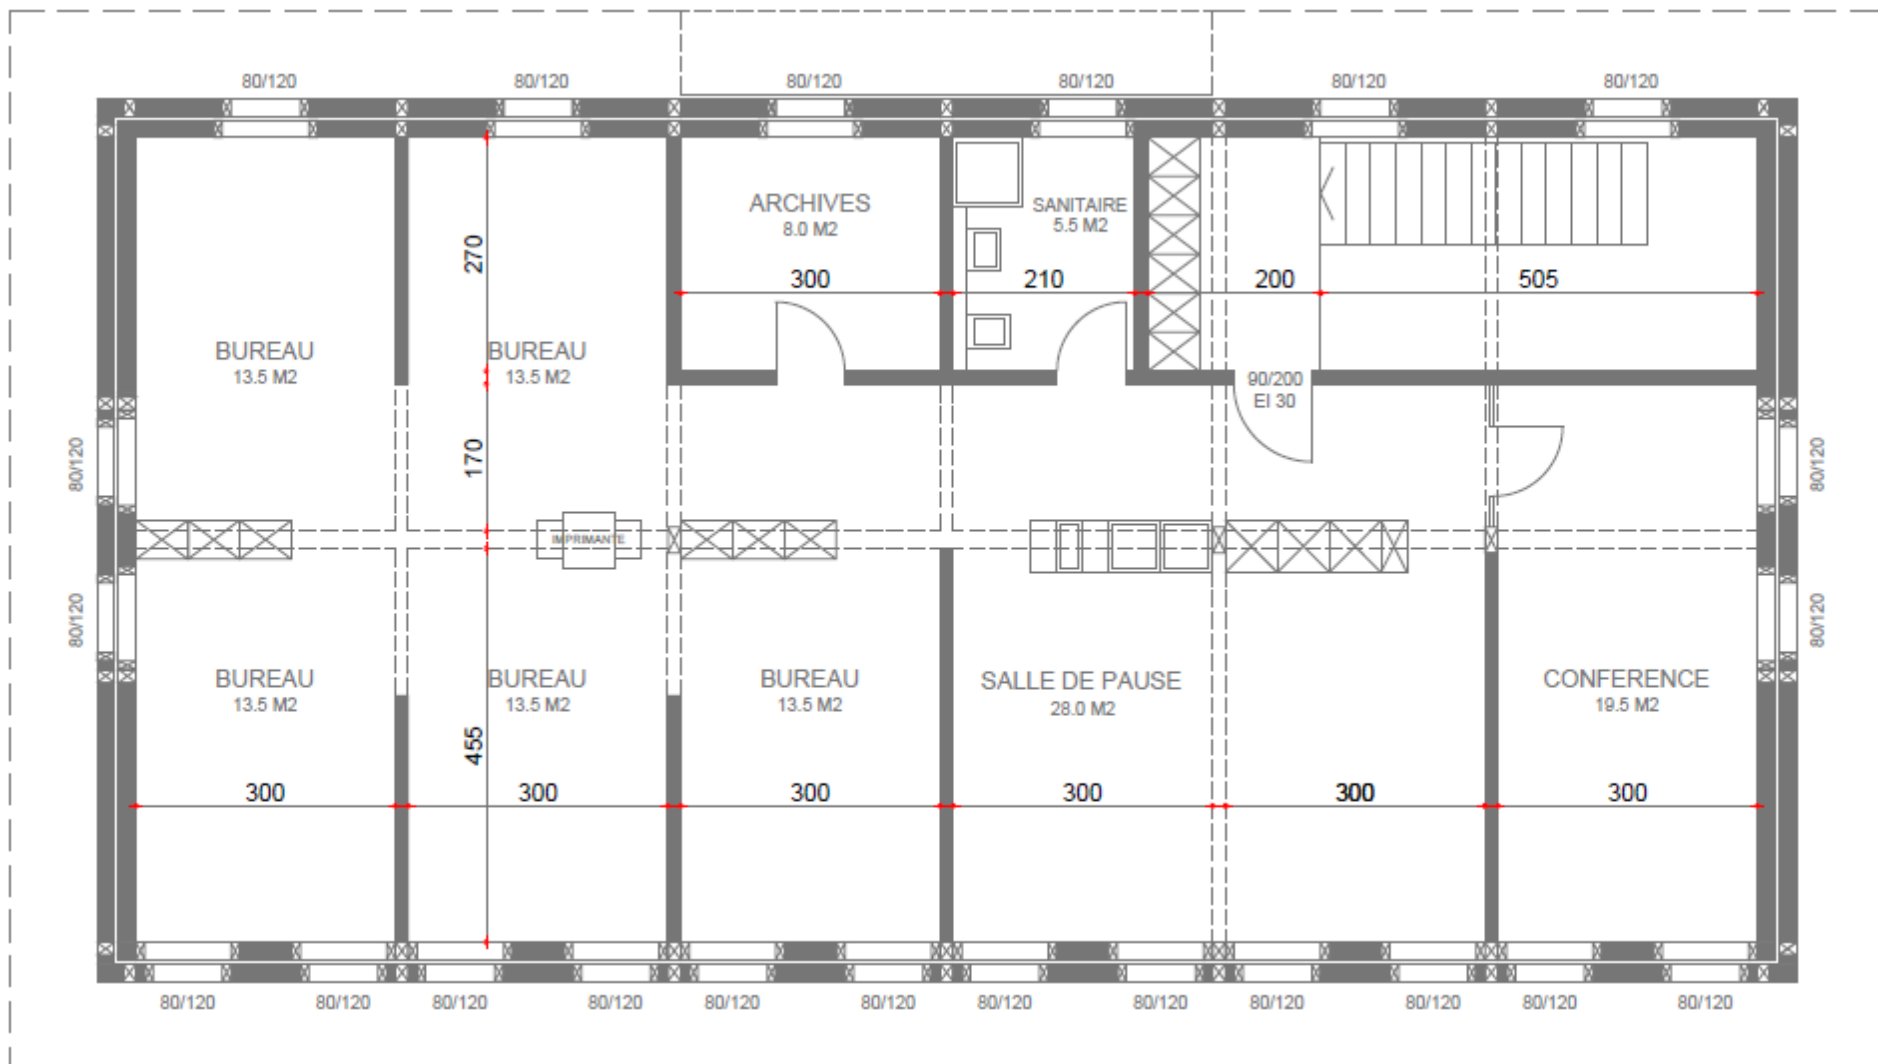 80/120 80/120 80/120 80/120 80/120 80/120
ARCHIVES
8.0 M2
SANITAIRE
5.5 M2
270
300 210 200 505
BUREAU
13.5 M2
BUREAU
13.5 M2
90/200
EI 30
80/120
170
80/120
IMPRIMANTE
80/120
80/120
BUREAU
13.5 M2
BUREAU
13.5 M2
BUREAU
13.5 M2
SALLE DE PAUSE
28.0 M2
CONFERENCE
19.5 M2
455
300 300 300 300 300 300
80/120 80/120 80/120 80/120 80/120 80/120 80/120 80/120 80/120 80/120 80/120 80/120